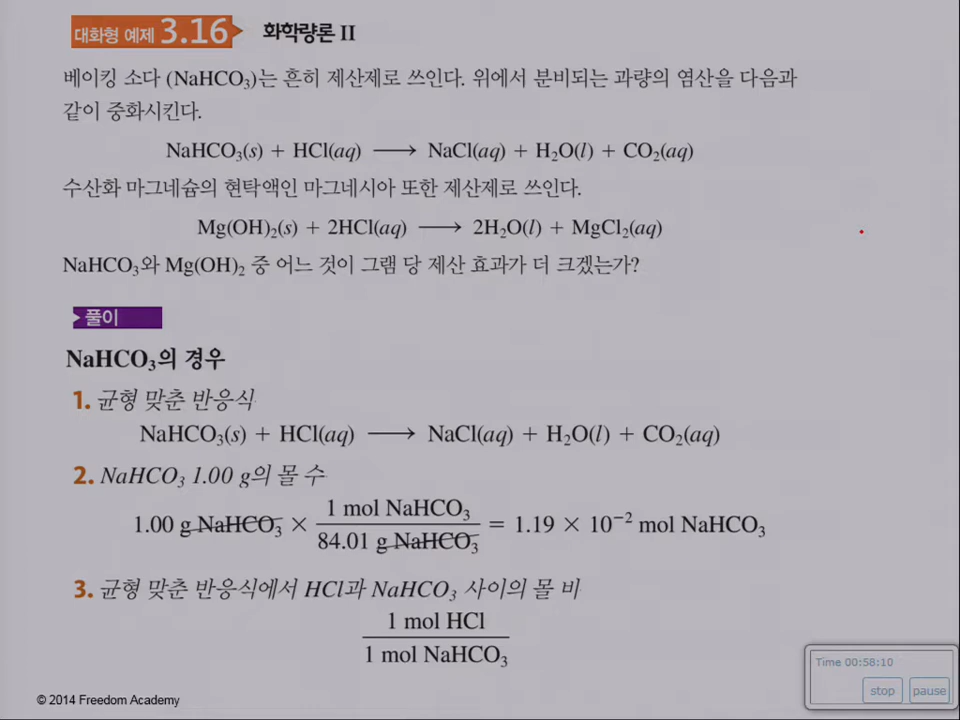 대화형 예제 3.16 화학량론 II
베이킹 소다 (NaHCO₃)는 흔히 제산제로 쓰인다. 위에서 분비되는 과량의 염산을 다음과
같이 중화시킨다.
NaHCO₃(s) + HCl(aq) ⟶ NaCl(aq) + H₂O(l) + CO₂(aq)
수산화 마그네슘의 현탁액인 마그네시아 또한 제산제로 쓰인다.
Mg(OH)₂(s) + 2HCl(aq) ⟶ 2H₂O(l) + MgCl₂(aq)
NaHCO₃와 Mg(OH)₂ 중 어느 것이 그램 당 제산 효과가 더 크겠는가?
풀이
NaHCO₃의 경우
1. 균형 맞춘 반응식
NaHCO₃(s) + HCl(aq) ⟶ NaCl(aq) + H₂O(l) + CO₂(aq)
2. NaHCO₃ 1.00 g의 몰 수
1 mol NaHCO₃
1.00 g NaHCO₃ × = 1.19 × 10⁻² mol NaHCO₃
84.01 g NaHCO₃
3. 균형 맞춘 반응식에서 HCl과 NaHCO₃ 사이의 몰 비
1 mol HCl
1 mol NaHCO₃
Time 00:58:10
stop pause
© 2014 Freedom Academy